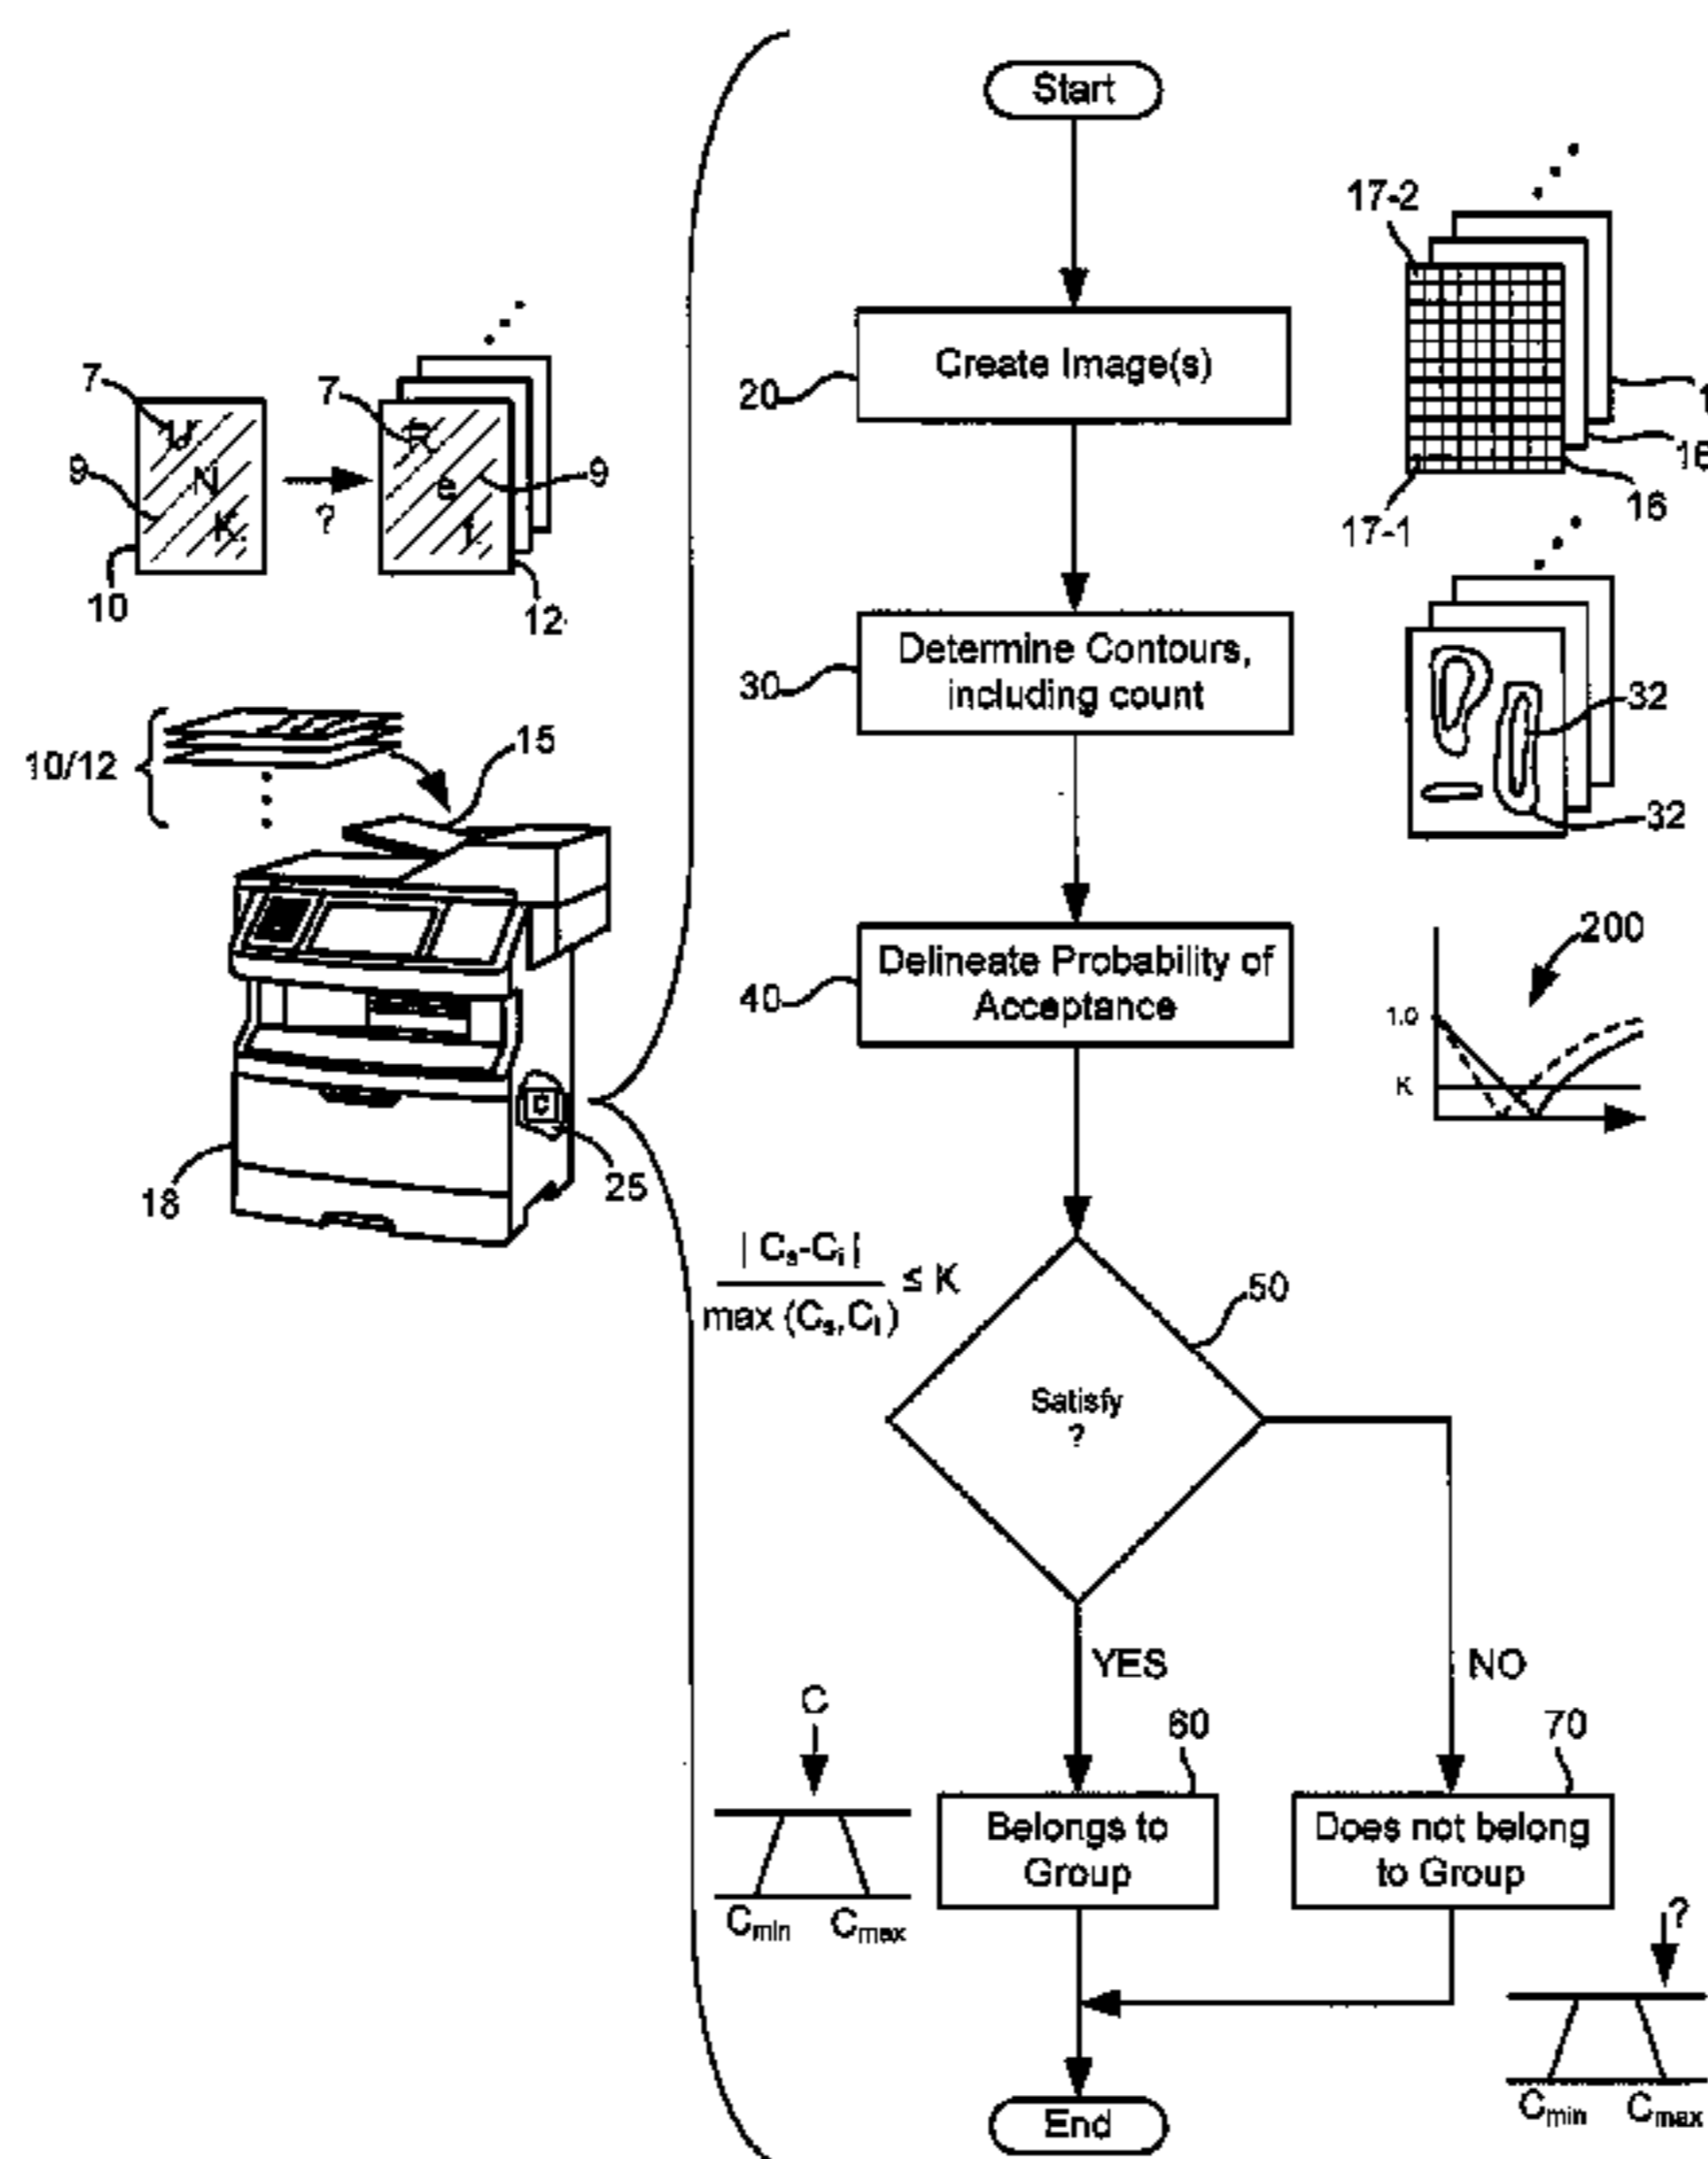 Start
17-2
Create Image(s)
20
16
16
17-1
7
7
U
R
9
N
e
9
K
?
10
12
Determine Contours,
including count
30
32
32
10/12
15
Delineate Probability of
Acceptance
40
200
1.0
K
C
18
25
| Cs-Ci |
≤ K
max (Cs,Ci)
50
Satisfy
?
YES
NO
C
60
70
Belongs to
Group
Does not belong
to Group
Cmin Cmax
?
Cmin Cmax
End